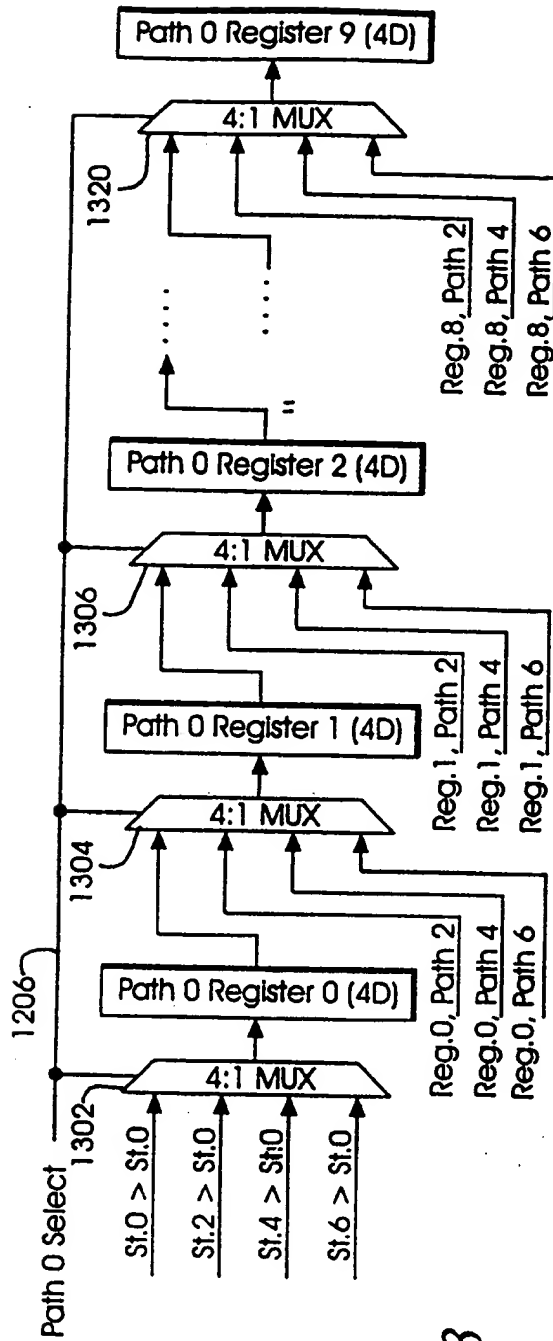 Path 0 Select
1206
1302
St.0 > St.0
St.2 > St.0
St.4 > St.0
St.6 > St.0
4:1 MUX
Path 0 Register 0 (4D)
Reg.0, Path 2
Reg.0, Path 4
Reg.0, Path 6
1304
4:1 MUX
Path 0 Register 1 (4D)
Reg.1, Path 2
Reg.1, Path 4
Reg.1, Path 6
1306
4:1 MUX
Path 0 Register 2 (4D)
Reg.8, Path 2
Reg.8, Path 4
Reg.8, Path 6
1320
4:1 MUX
Path 0 Register 9 (4D)